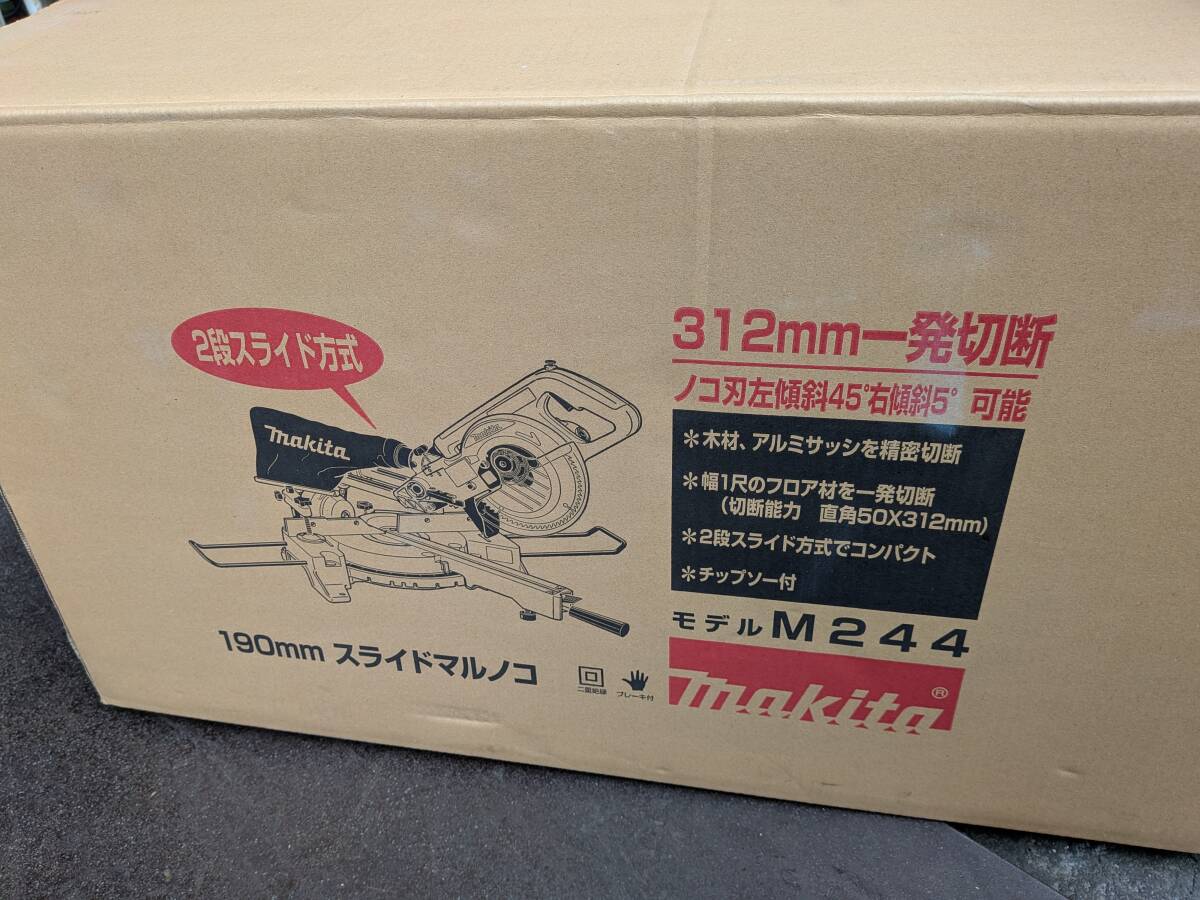 2段スライド方式
makita
makita
190mm スライドマルノコ
二重絶縁
ブレーキ付
312mm一発切断
ノコ刃左傾斜45°右傾斜5° 可能
＊木材、アルミサッシを精密切断
＊幅1尺のフロア材を一発切断
(切断能力 直角50X312mm)
＊2段スライド方式でコンパクト
＊チップソー付
モデル M244
makita®